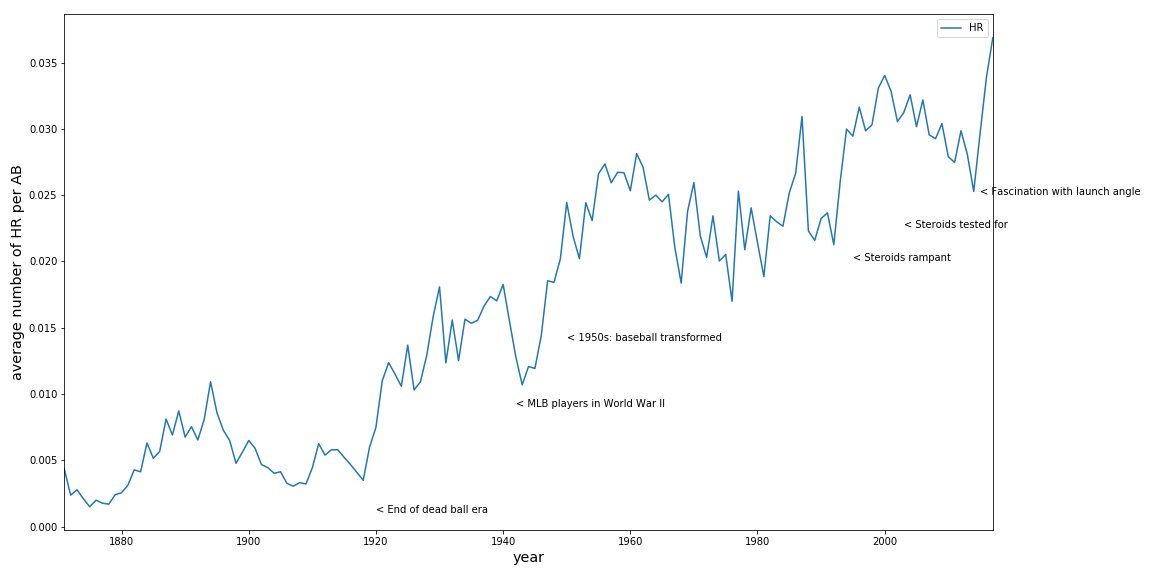 HR
0.035
0.030
0.025
0.020
0.015
0.010
0.005
0.000
average number of HR per AB
< Fascination with launch angle
< Steroids tested for
< Steroids rampant
< 1950s: baseball transformed
< MLB players in World War II
< End of dead ball era
1880 1900 1920 1940 1960 1980 2000
year